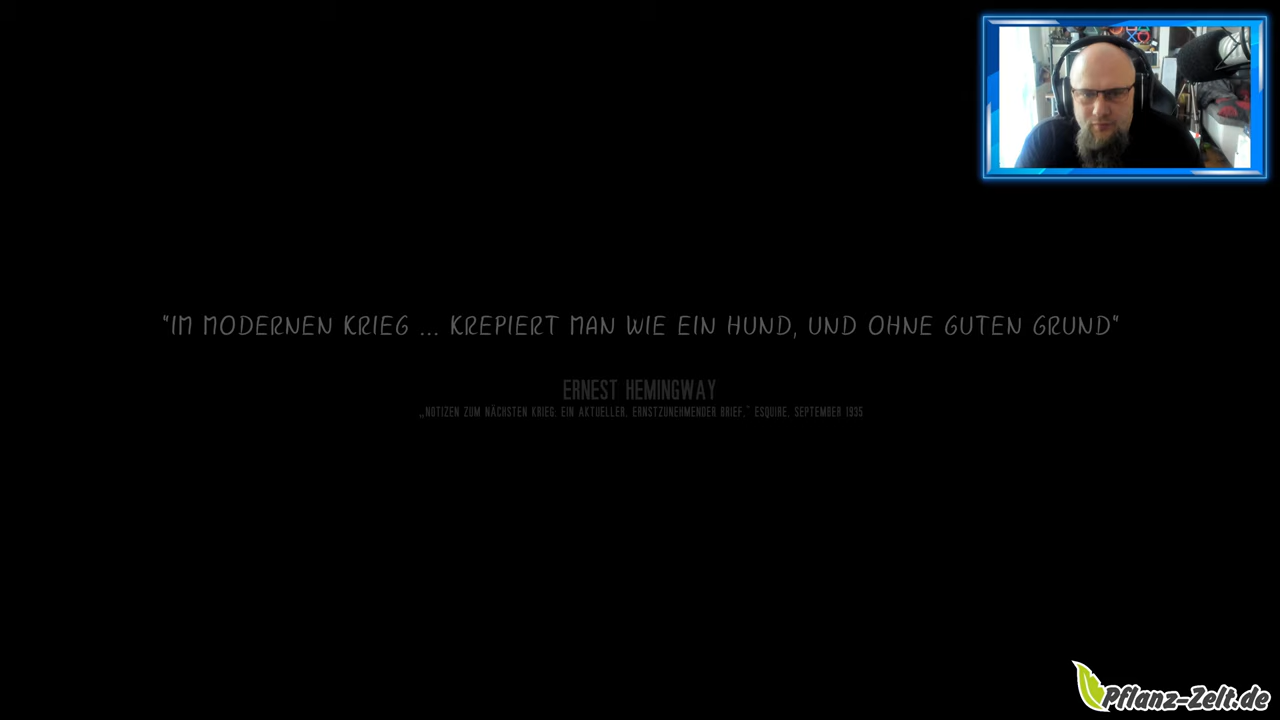 "IM MODERNEN KRIEG ... KREPIERT MAN WIE EIN HUND, UND OHNE GUTEN GRUND"
ERNEST HEMINGWAY
„NOTIZEN ZUM NÄCHSTEN KRIEG: EIN AKTUELLER, ERNSTZUNEHMENDER BRIEF," ESQUIRE, SEPTEMBER 1935
Pflanz-Zelt.de